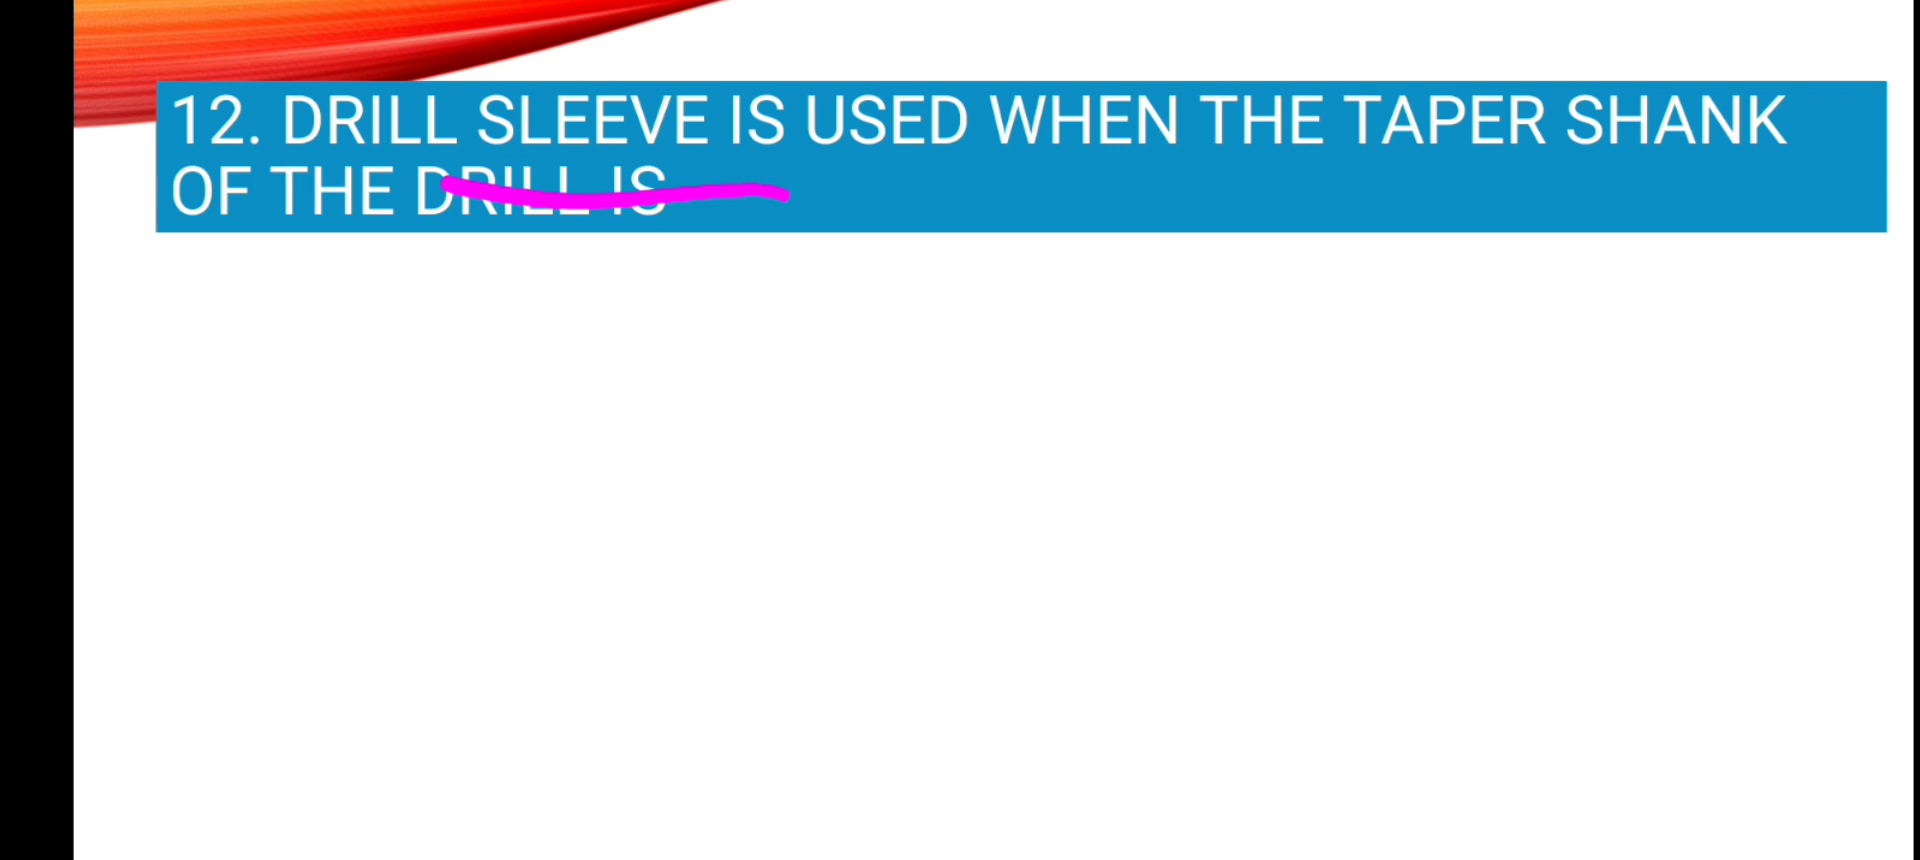 12. DRILL SLEEVE IS USED WHEN THE TAPER SHANK
OF THE DRILL IS